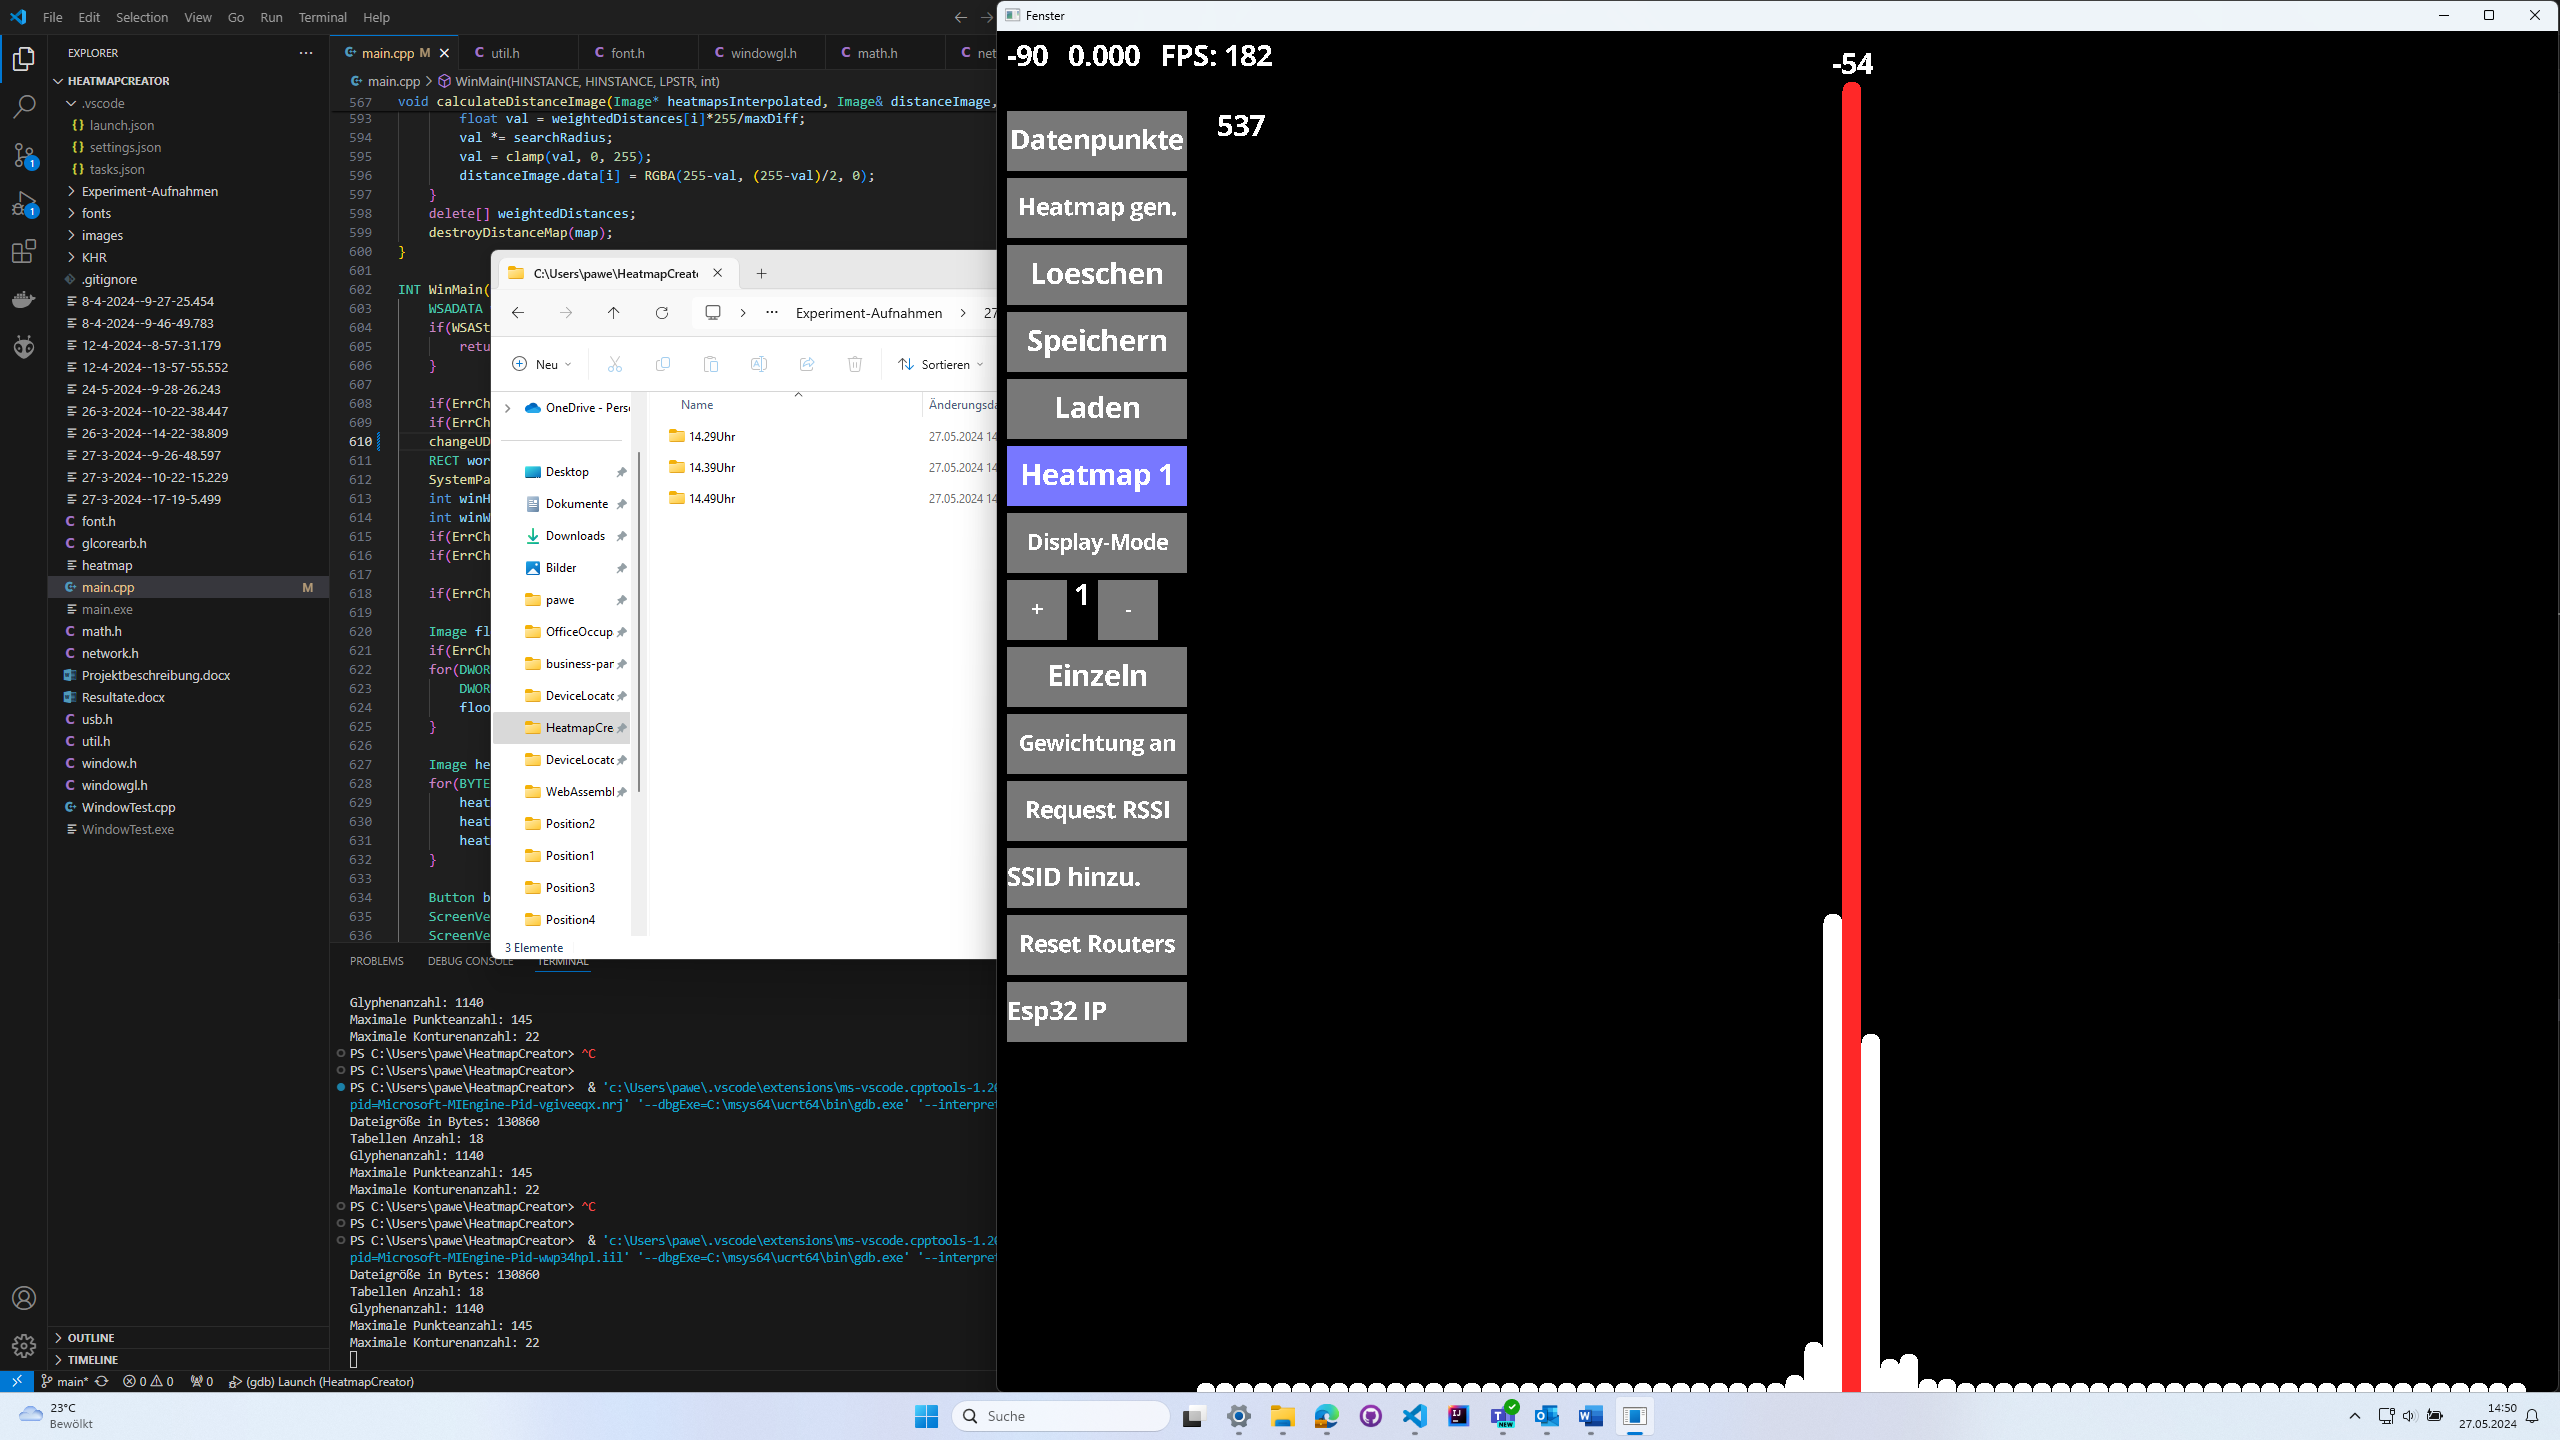 File Edit Selection View Go Run Terminal Help
EXPLORER
HEATMAPCREATOR
.vscode
launch.json
settings.json
tasks.json
Experiment-Aufnahmen
fonts
images
KHR
.gitignore
8-4-2024--9-27-25.454
8-4-2024--9-46-49.783
12-4-2024--8-57-31.179
12-4-2024--13-57-55.552
24-5-2024--9-28-26.243
26-3-2024--10-22-38.447
26-3-2024--14-22-38.809
27-3-2024--9-26-48.597
27-3-2024--10-22-15.229
27-3-2024--17-19-5.499
font.h
glcorearb.h
heatmap
main.cpp M
main.exe
math.h
network.h
Projektbeschreibung.docx
Resultate.docx
usb.h
util.h
window.h
windowgl.h
WindowTest.cpp
WindowTest.exe
OUTLINE
TIMELINE
main.cpp M util.h font.h windowgl.h math.h net
main.cpp > WinMain(HINSTANCE, HINSTANCE, LPSTR, int)
567 void calculateDistanceImage(Image* heatmapsInterpolated, Image& distanceImage,
593 float val = weightedDistances[i]*255/maxDiff;
594 val *= searchRadius;
595 val = clamp(val, 0, 255);
596 distanceImage.data[i] = RGBA(255-val, (255-val)/2, 0);
597 }
598 delete[] weightedDistances;
599 destroyDistanceMap(map);
600 }
601
602 INT WinMain(
603 WSADATA
604 if(WSASt
605 retu
606 }
607
608 if(ErrCh
609 if(ErrCh
610 changeUD
611 RECT wor
612 SystemPa
613 int winH
614 int winW
615 if(ErrCh
616 if(ErrCh
617
618 if(ErrCh
619
620 Image fl
621 if(ErrCh
622 for(DWOR
623 DWOR
624 floo
625 }
626
627 Image he
628 for(BYTE
629 heat
630 heat
631 heat
632 }
633
634 Button b
635 ScreenVe
636 ScreenVe
C:\Users\pawe\HeatmapCreat
Experiment-Aufnahmen > 27
Neu Sortieren
OneDrive - Pers
Desktop
Dokumente
Downloads
Bilder
pawe
OfficeOccup
business-par
DeviceLocat
HeatmapCre
DeviceLocat
WebAssembl
Position2
Position1
Position3
Position4
Name Änderungsda
14.29Uhr 27.05.2024 14
14.39Uhr 27.05.2024 14
14.49Uhr 27.05.2024 14
3 Elemente
PROBLEMS DEBUG CONSOLE TERMINAL
Glyphenanzahl: 1140
Maximale Punkteanzahl: 145
Maximale Konturenanzahl: 22
PS C:\Users\pawe\HeatmapCreator> ^C
PS C:\Users\pawe\HeatmapCreator>
PS C:\Users\pawe\HeatmapCreator> & 'c:\Users\pawe\.vscode\extensions\ms-vscode.cpptools-1.20
pid=Microsoft-MIEngine-Pid-vgiveeqx.nrj' '--dbgExe=C:\msys64\ucrt64\bin\gdb.exe' '--interpret
Dateigröße in Bytes: 130860
Tabellen Anzahl: 18
Glyphenanzahl: 1140
Maximale Punkteanzahl: 145
Maximale Konturenanzahl: 22
PS C:\Users\pawe\HeatmapCreator> ^C
PS C:\Users\pawe\HeatmapCreator>
PS C:\Users\pawe\HeatmapCreator> & 'c:\Users\pawe\.vscode\extensions\ms-vscode.cpptools-1.20
pid=Microsoft-MIEngine-Pid-wwp34hpl.iil' '--dbgExe=C:\msys64\ucrt64\bin\gdb.exe' '--interpret
Dateigröße in Bytes: 130860
Tabellen Anzahl: 18
Glyphenanzahl: 1140
Maximale Punkteanzahl: 145
Maximale Konturenanzahl: 22
main* 0 0 0 (gdb) Launch (HeatmapCreator)
Fenster
-90 0.000 FPS: 182
-54
537
Datenpunkte
Heatmap gen.
Loeschen
Speichern
Laden
Heatmap 1
Display-Mode
+ 1 -
Einzeln
Gewichtung an
Request RSSI
SSID hinzu.
Reset Routers
Esp32 IP
23°C
Bewölkt
Suche
14:50
27.05.2024